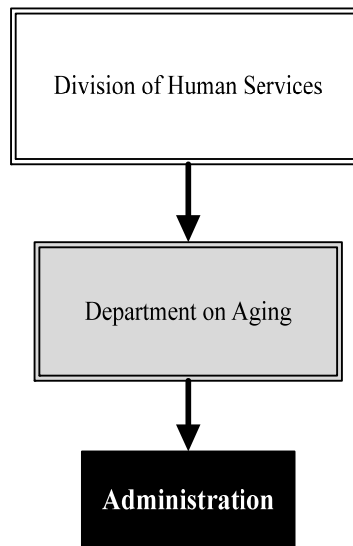 Division of Human Services
Department on Aging
Administration